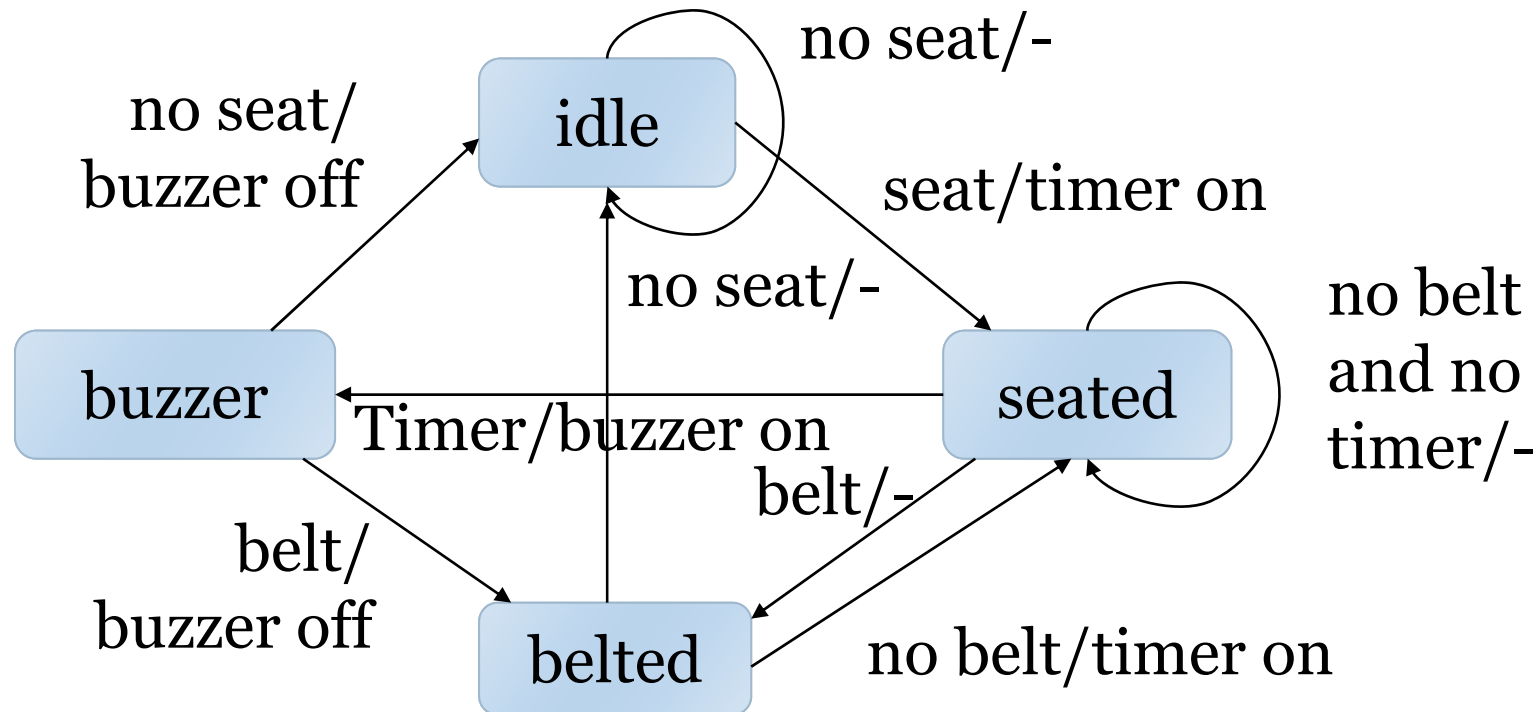 no seat/-
no seat/
buzzer off
idle
seat/timer on
no seat/-
no belt
and no
timer/-
buzzer
seated
Timer/buzzer on
belt/-
belt/
buzzer off
belted
no belt/timer on